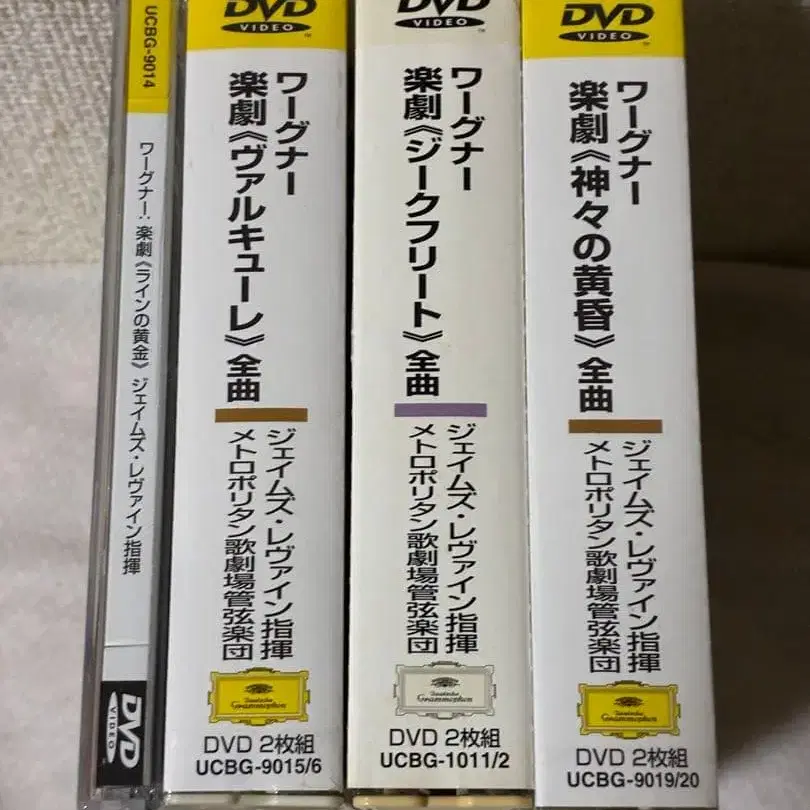 UCBG-9014
ワーグナー:楽劇《ラインの黄金》 ジェイムズ・レヴァイン指揮
DVD
VIDEO
DVD
VIDEO
TM
ワーグナー
楽劇《ヴァルキューレ》全曲
ジェイムズ・レヴァイン指揮
メトロポリタン歌劇場管弦楽団
Deutsche
Grammophon
DVD 2枚組
UCBG-9015/6
DVD
VIDEO
TM
ワーグナー
楽劇《ジークフリート》全曲
ジェイムズ・レヴァイン指揮
メトロポリタン歌劇場管弦楽団
Deutsche
Grammophon
DVD 2枚組
UCBG-1011/2
DVD
VIDEO
TM
ワーグナー
楽劇《神々の黄昏》全曲
ジェイムズ・レヴァイン指揮
メトロポリタン歌劇場管弦楽団
Deutsche
Grammophon
DVD 2枚組
UCBG-9019/20